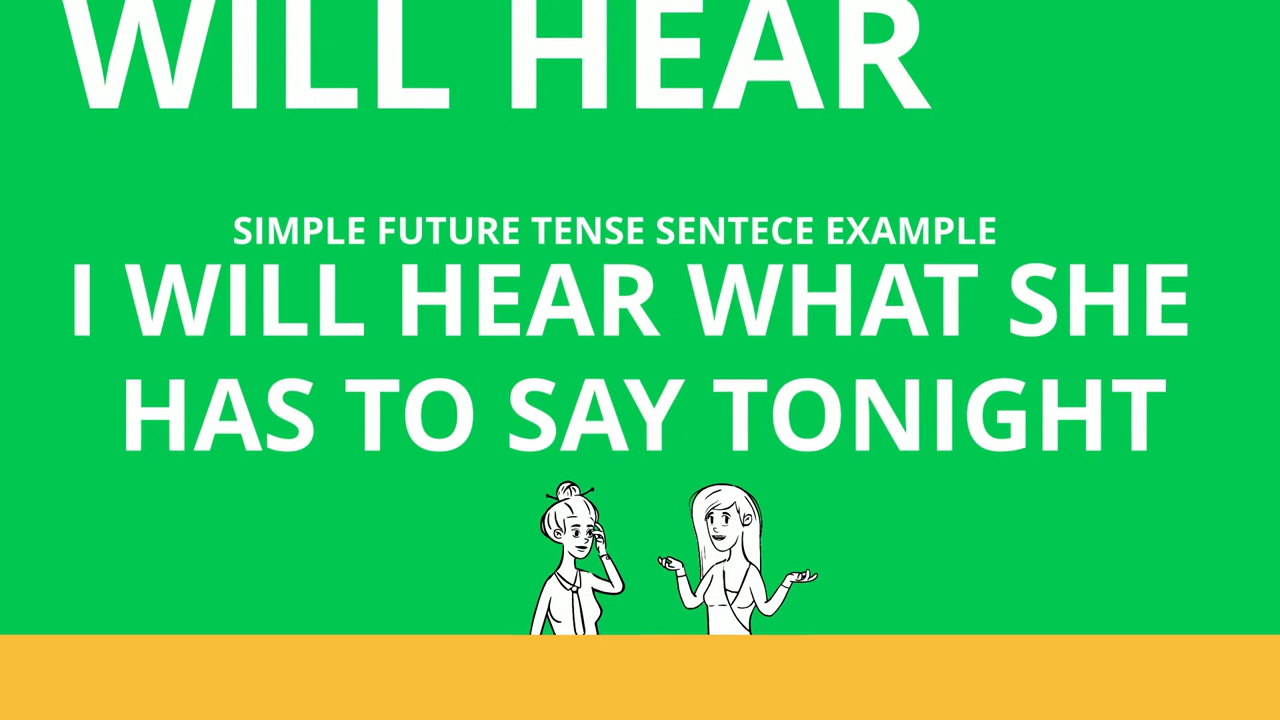 WILL HEAR
SIMPLE FUTURE TENSE SENTECE EXAMPLE
I WILL HEAR WHAT SHE
HAS TO SAY TONIGHT